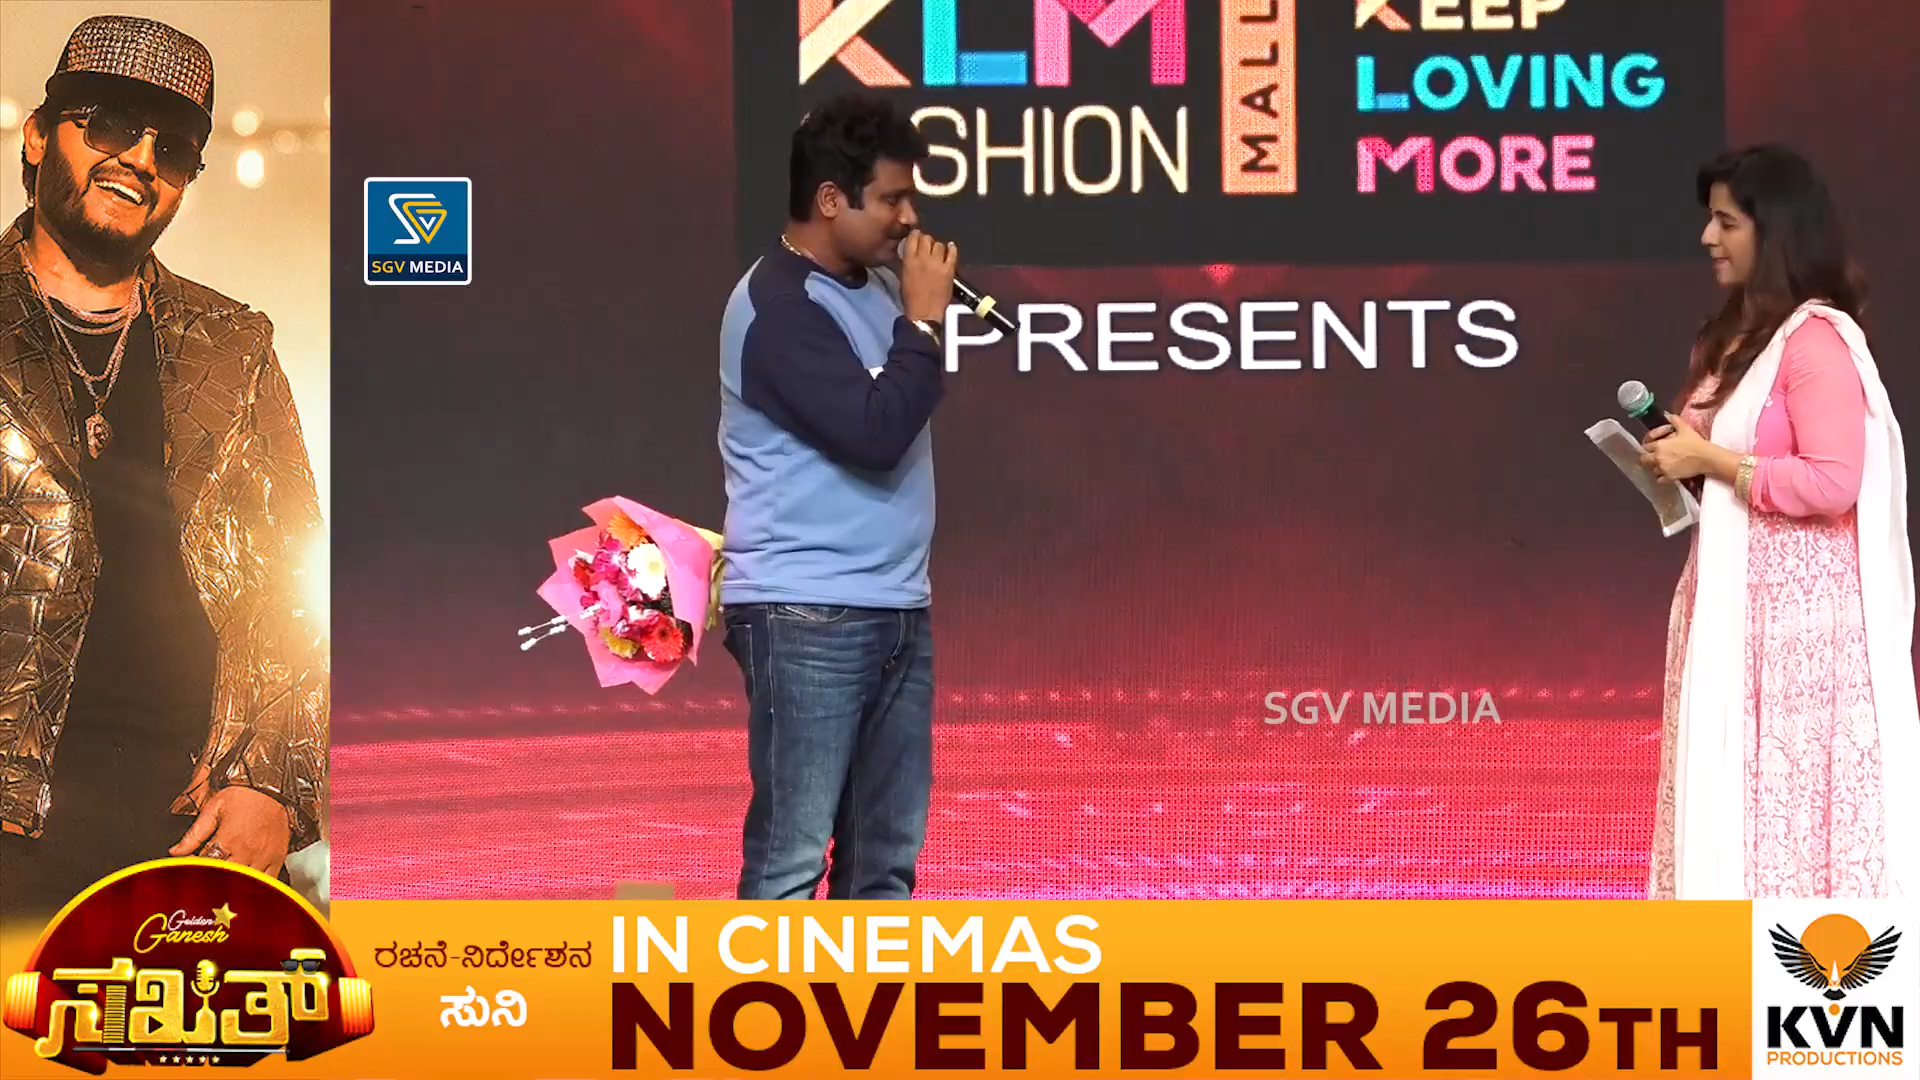 KLM
FASHION
MALL
KEEP
LOVING
MORE
SGV MEDIA
PRESENTS
SGV MEDIA
Golden
Ganesh
ಸಖತ್
ರಚನೆ-ನಿರ್ದೇಶನ
ಸುನಿ
IN CINEMAS
NOVEMBER 26TH
KVN
PRODUCTIONS